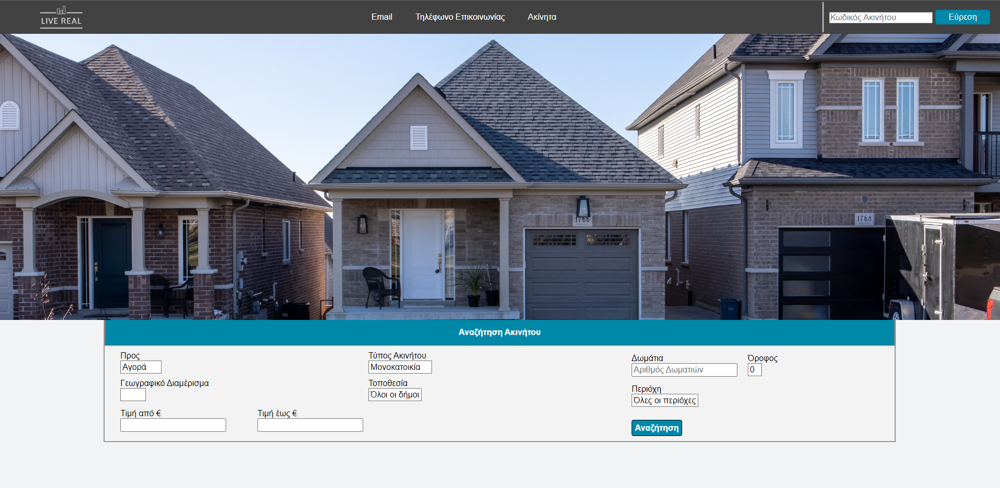 LIVE REAL
Email
Τηλέφωνο Επικοινωνίας
Ακίνητα
Κωδικός Ακινήτου
Εύρεση
1766
1768
Αναζήτηση Ακινήτου
Προς
Αγορά
Τύπος Ακινήτου
Μονοκατοικία
Δωμάτια
Αριθμός Δωματιών
Όροφος
0
Γεωγραφικό Διαμέρισμα
Τοποθεσία
Όλοι οι δήμοι
Περιόχη
Όλες οι περιόχες
Τιμή από €
Τιμή έως €
Αναζήτηση